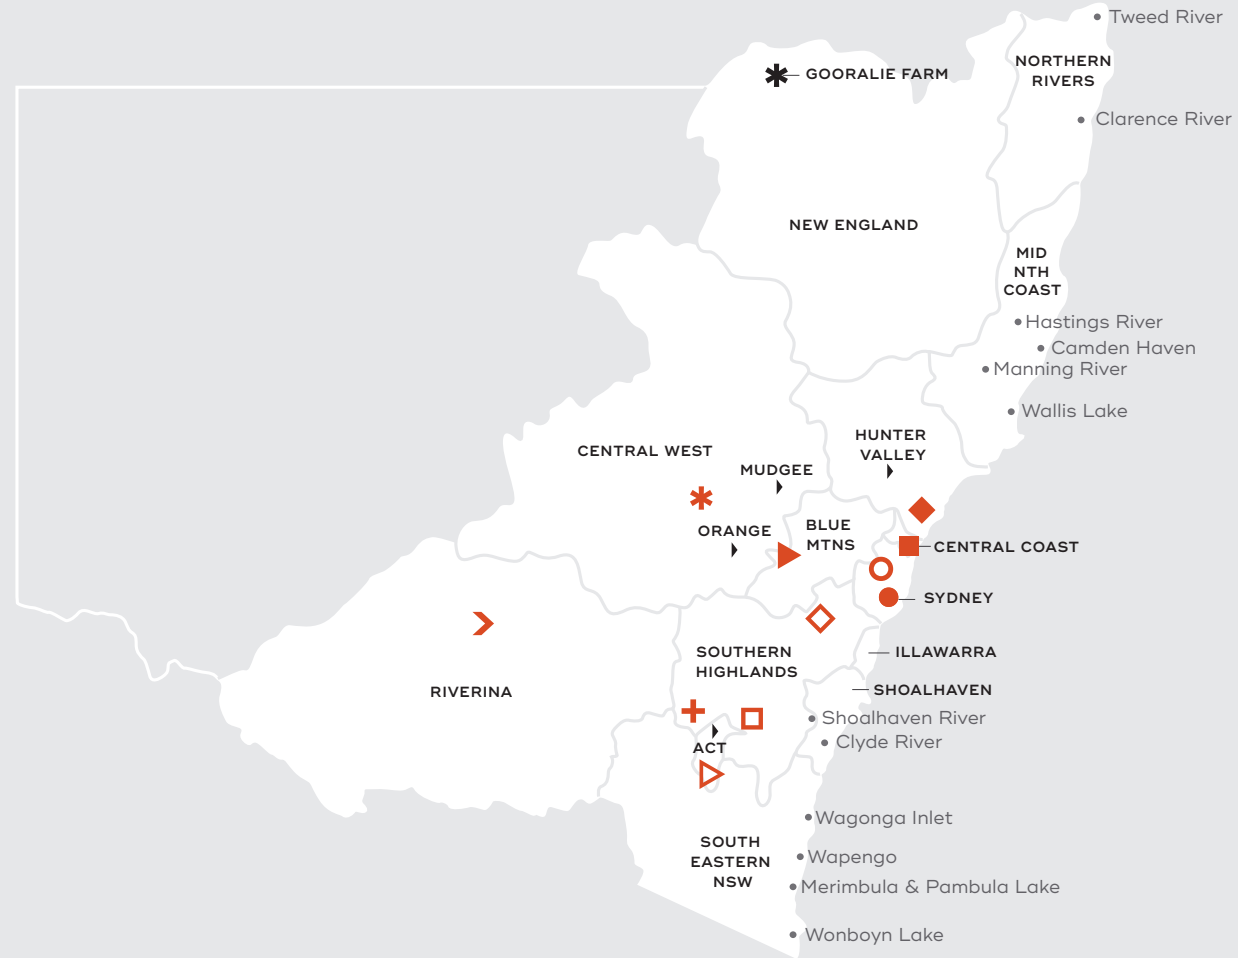 Tweed River
NORTHERN
RIVERS
GOORALIE FARM
Clarence River
NEW ENGLAND
MID
NTH
COAST
Hastings River
Camden Haven
Manning River
Wallis Lake
HUNTER
VALLEY
CENTRAL WEST
MUDGEE
ORANGE
BLUE
MTNS
CENTRAL COAST
SYDNEY
SOUTHERN
HIGHLANDS
ILLAWARRA
RIVERINA
SHOALHAVEN
Shoalhaven River
Clyde River
ACT
Wagonga Inlet
SOUTH
EASTERN
NSW
Wapengo
Merimbula & Pambula Lake
Wonboyn Lake